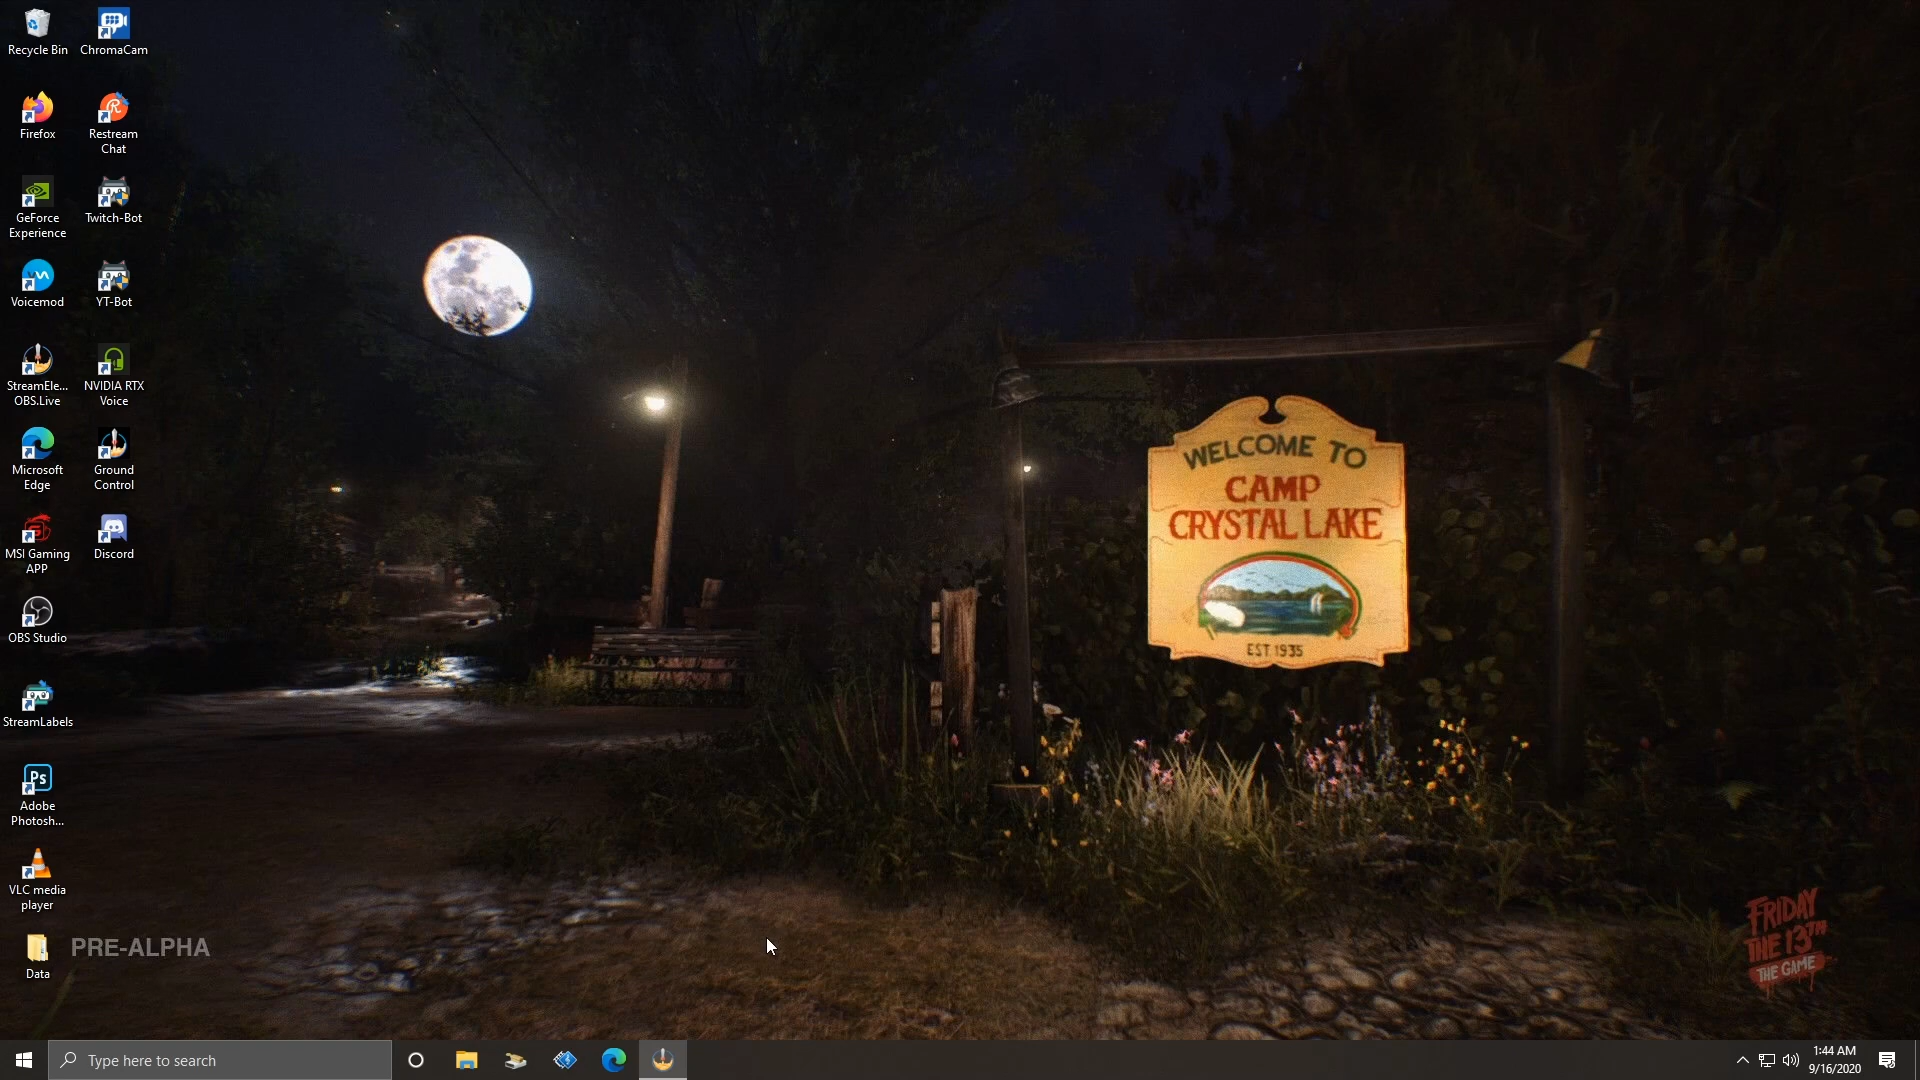 Recycle Bin
ChromaCam
Firefox
Restream
Chat
GeForce
Experience
Twitch-Bot
Voicemod
YT-Bot
StreamEle...
OBS.Live
NVIDIA RTX
Voice
Microsoft
Edge
Ground
Control
MSI Gaming
APP
Discord
OBS Studio
StreamLabels
Ps
Adobe
Photosh...
VLC media
player
Data
PRE-ALPHA
WELCOME TO
CAMP
CRYSTAL LAKE
EST 1935
FRIDAY
THE 13TH
THE GAME
Type here to search
1:44 AM
9/16/2020